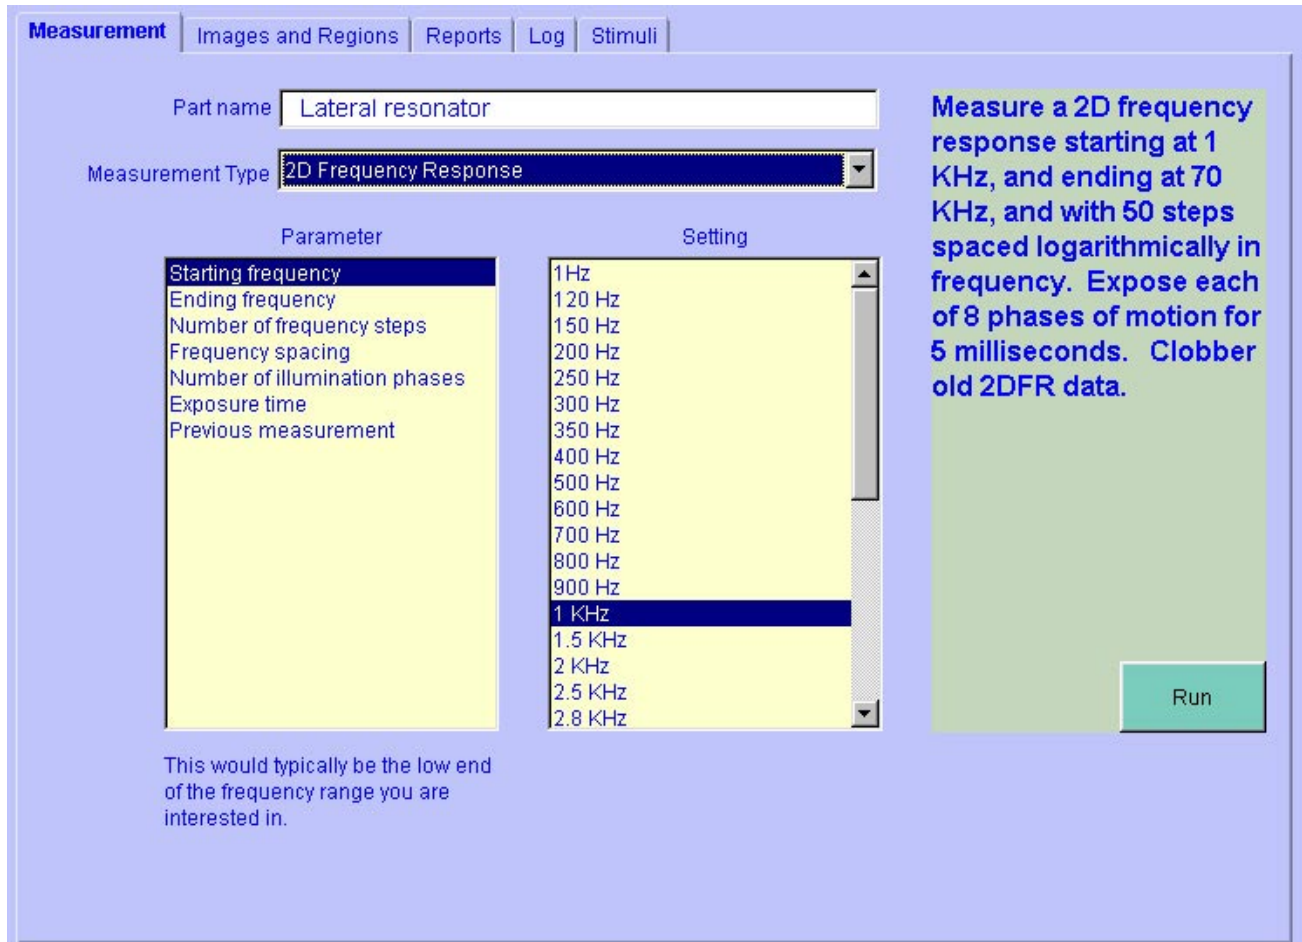 Measurement Images and Regions Reports Log Stimuli
Part name Lateral resonator
Measurement Type 2D Frequency Response
Parameter
Starting frequency
Ending frequency
Number of frequency steps
Frequency spacing
Number of illumination phases
Exposure time
Previous measurement
This would typically be the low end
of the frequency range you are
interested in.
Setting
1Hz
120 Hz
150 Hz
200 Hz
250 Hz
300 Hz
350 Hz
400 Hz
500 Hz
600 Hz
700 Hz
800 Hz
900 Hz
1 KHz
1.5 KHz
2 KHz
2.5 KHz
2.8 KHz
Measure a 2D frequency
response starting at 1
KHz, and ending at 70
KHz, and with 50 steps
spaced logarithmically in
frequency. Expose each
of 8 phases of motion for
5 milliseconds. Clobber
old 2DFR data.
Run